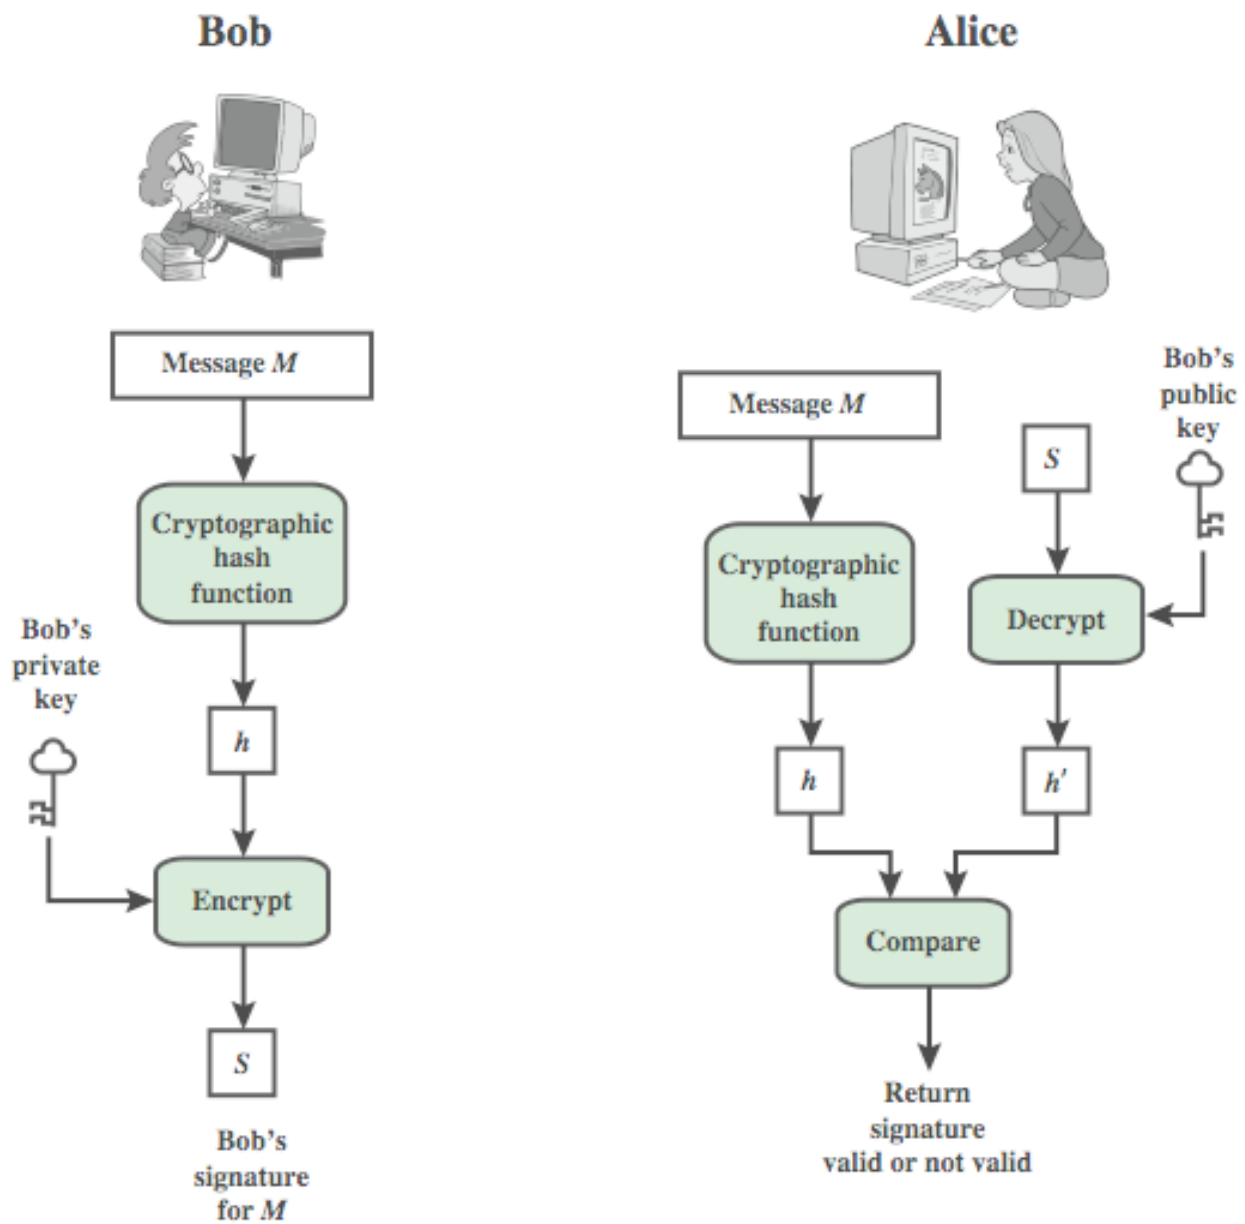 Bob
Message M
Cryptographic
hash
function
Bob's
private
key
h
Encrypt
S
Bob's
signature
for M
Alice
Message M
Bob's
public
key
S
Cryptographic
hash
function
Decrypt
h
h′
Compare
Return
signature
valid or not valid